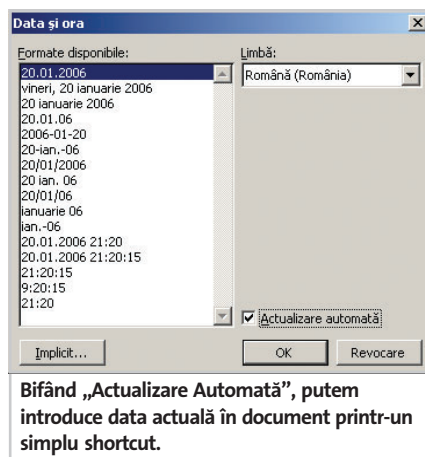 Data și ora
Formate disponibile:
Limbă:
20.01.2006
Română (România)
vineri, 20 ianuarie 2006
20 ianuarie 2006
20.01.06
2006-01-20
20-ian.-06
20/01/2006
20 ian. 06
20/01/06
ianuarie 06
ian.-06
20.01.2006 21:20
20.01.2006 21:20:15
21:20:15
9:20:15
21:20
Actualizare automată
Implicit...
OK
Revocare
Bifând „Actualizare Automată”, putem
introduce data actuală în document printr-un
simplu shortcut.